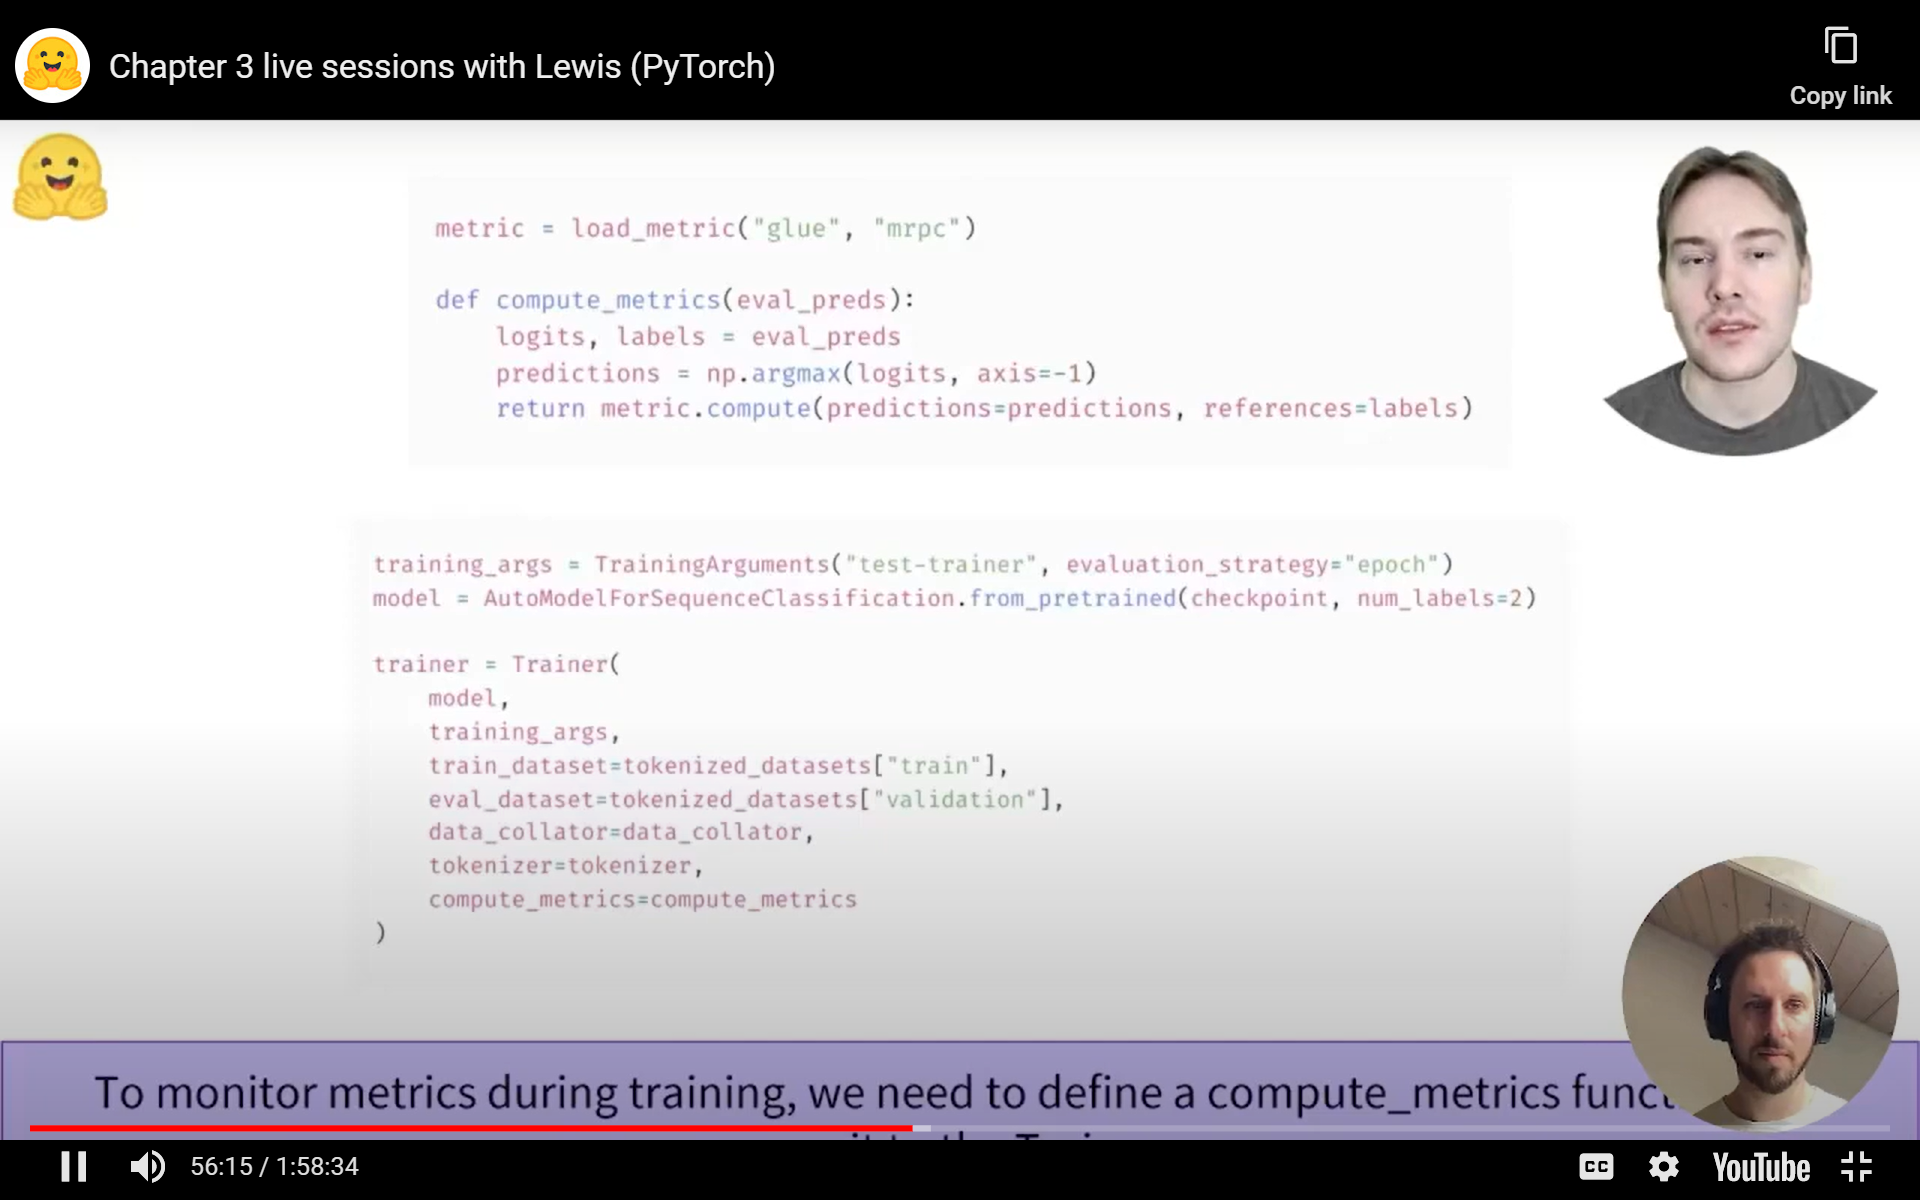 Chapter 3 live sessions with Lewis (PyTorch)
Copy link
metric = load_metric("glue", "mrpc")
def compute_metrics(eval_preds):
    logits, labels = eval_preds
    predictions = np.argmax(logits, axis=-1)
    return metric.compute(predictions=predictions, references=labels)
training_args = TrainingArguments("test-trainer", evaluation_strategy="epoch")
model = AutoModelForSequenceClassification.from_pretrained(checkpoint, num_labels=2)
trainer = Trainer(
    model,
    training_args,
    train_dataset=tokenized_datasets["train"],
    eval_dataset=tokenized_datasets["validation"],
    data_collator=data_collator,
    tokenizer=tokenizer,
    compute_metrics=compute_metrics
)
To monitor metrics during training, we need to define a compute_metrics
56:15 / 1:58:34
CC
YouTube